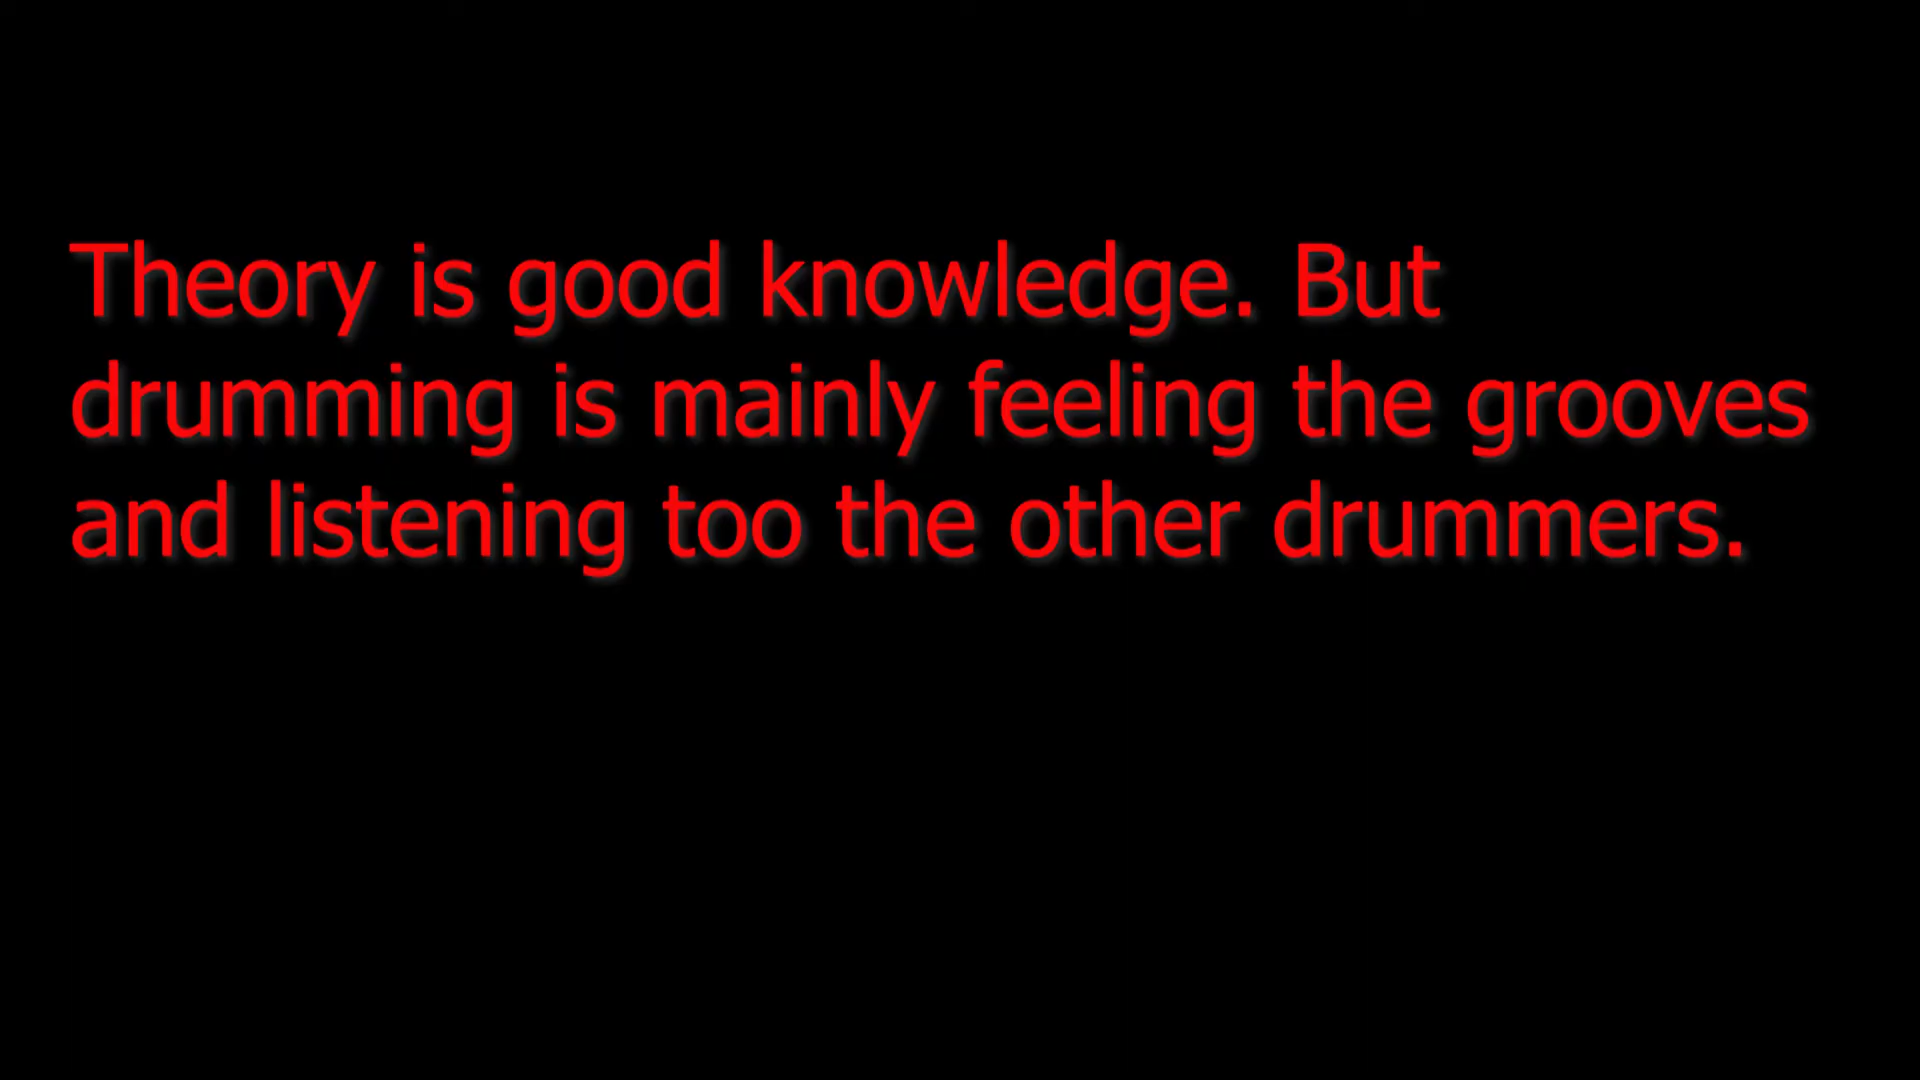 Theory is good knowledge. But
drumming is mainly feeling the grooves
and listening too the other drummers.